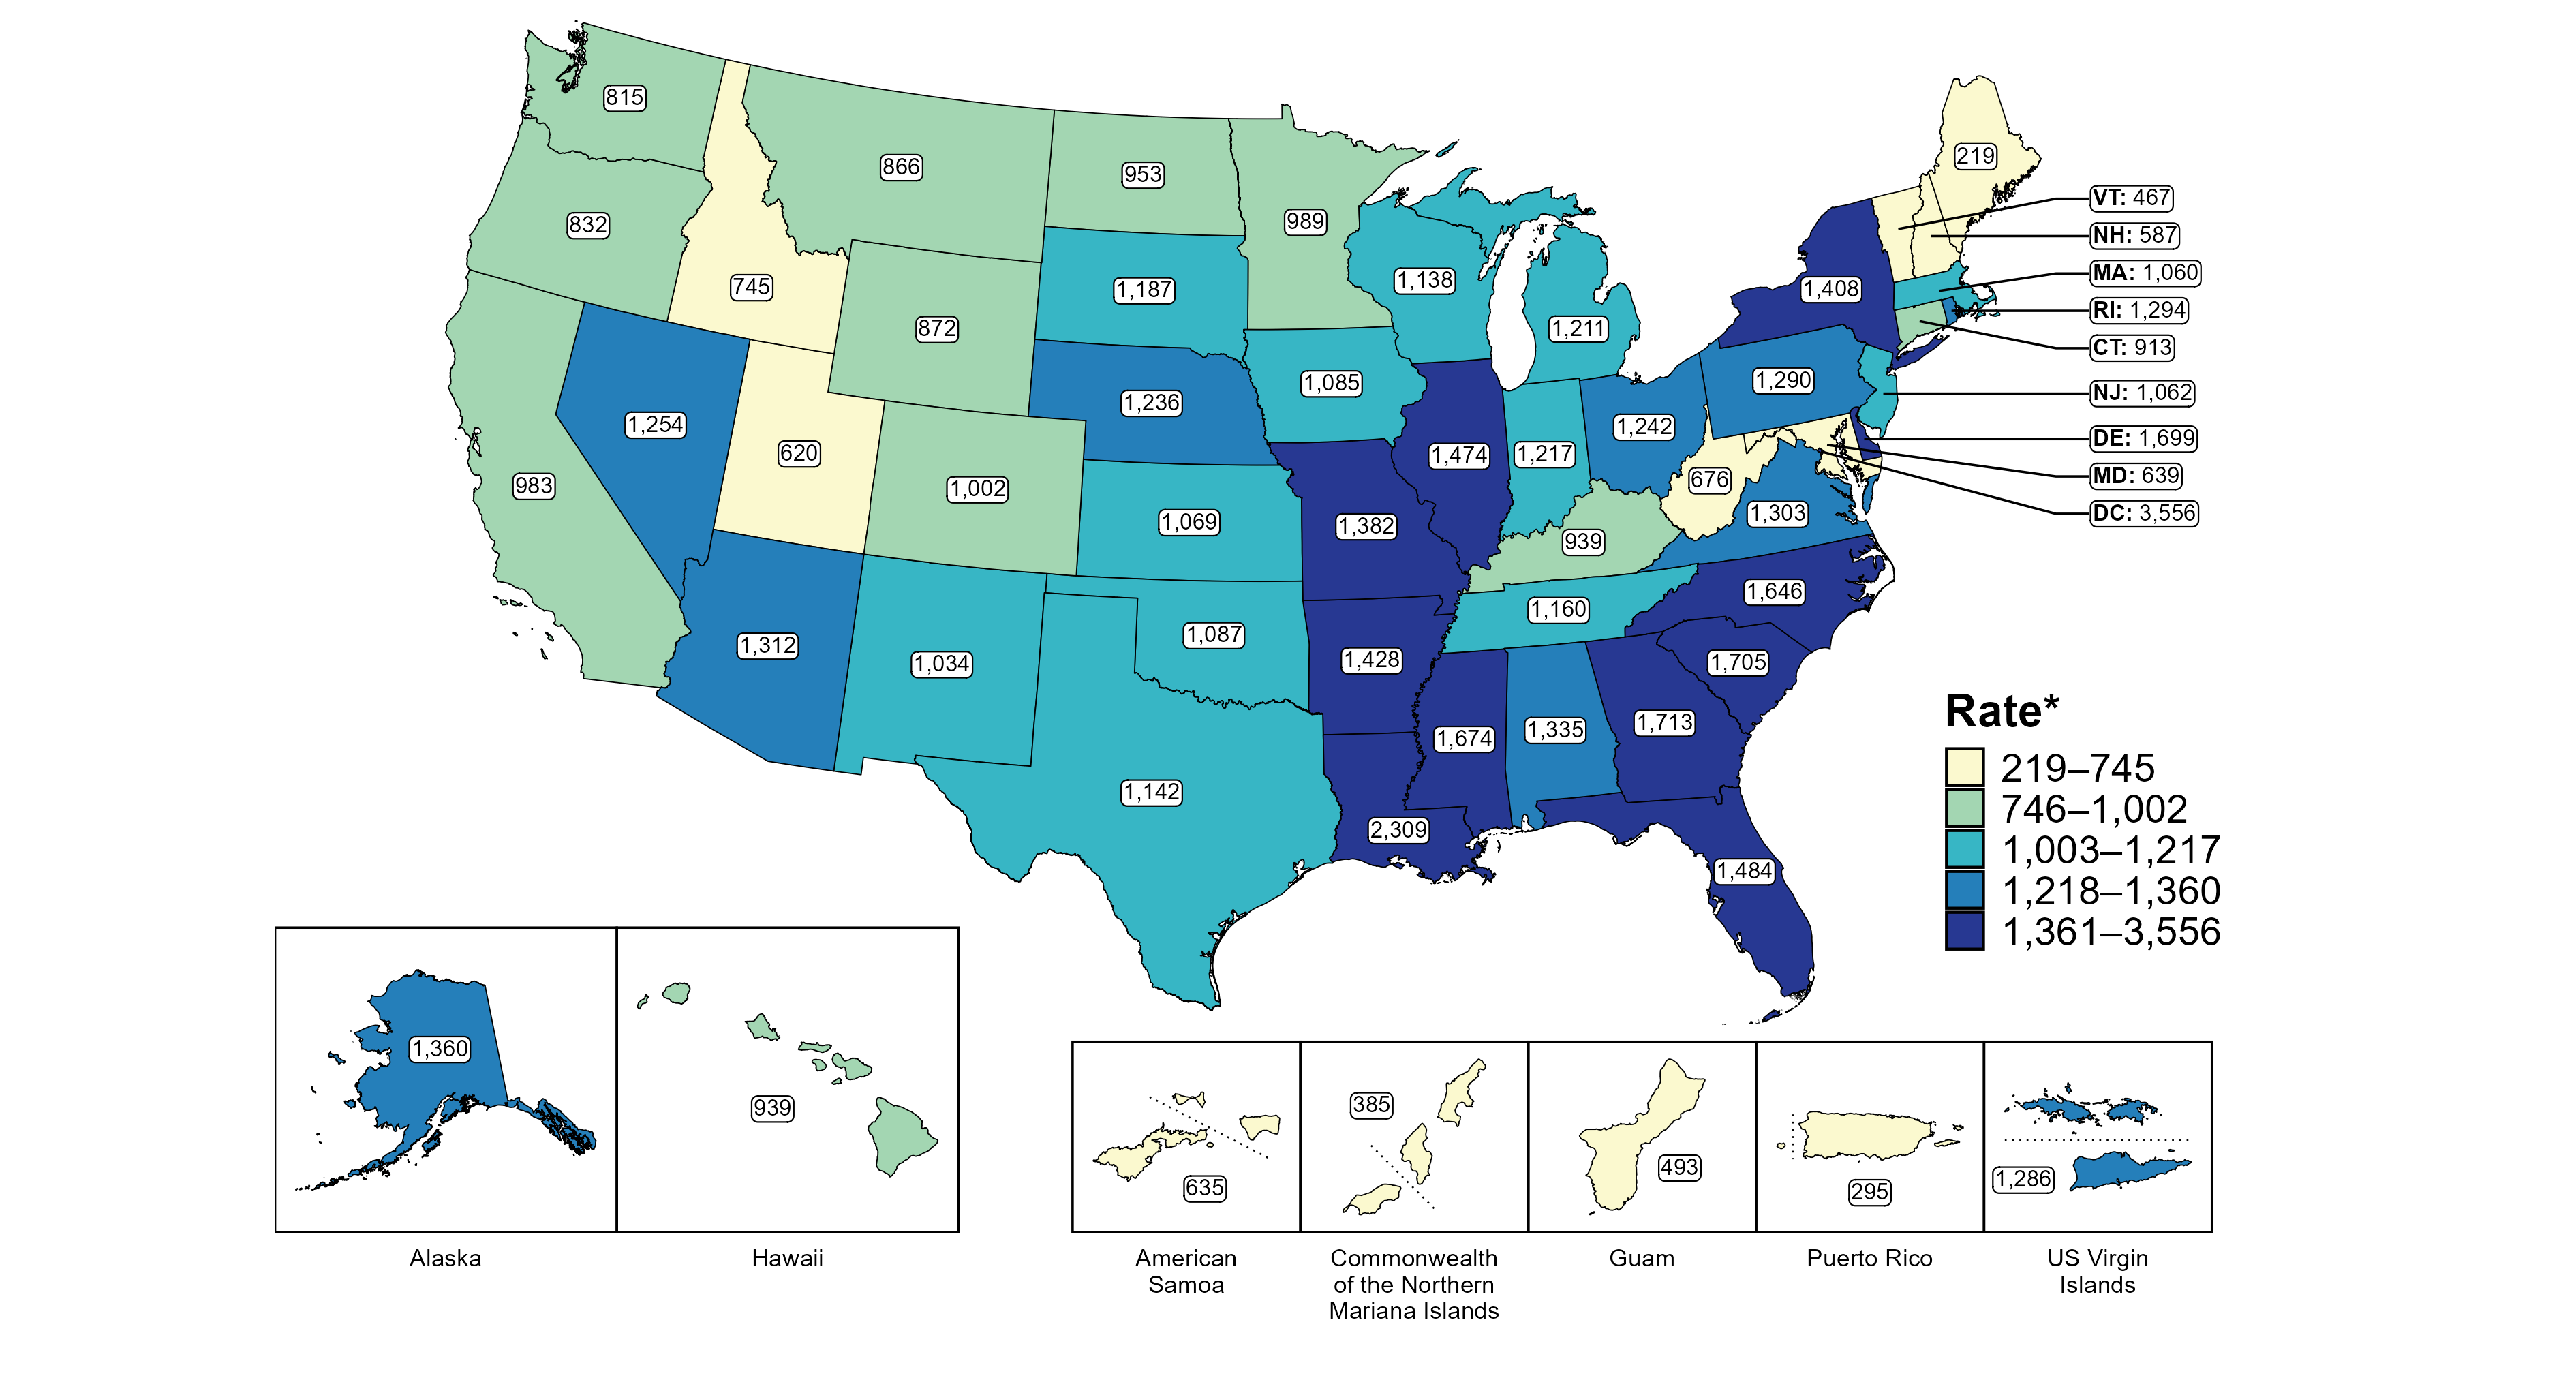 815
866
953
219
832
989
VT: 467
NH: 587
745
1,187
1,138
1,408
MA: 1,060
RI: 1,294
872
1,211
CT: 913
1,085
1,290
NJ: 1,062
1,236
1,254
1,242
DE: 1,699
620
1,474
1,217
MD: 639
983
1,002
676
DC: 3,556
1,069
1,382
1,303
939
1,646
1,160
1,312
1,087
1,034
1,428
1,705
1,674
1,335
1,713
Rate*
219–745
1,142
746–1,002
2,309
1,003–1,217
1,484
1,218–1,360
1,361–3,556
1,360
939
385
635
493
295
1,286
Alaska
Hawaii
American
Samoa
Commonwealth
of the Northern
Mariana Islands
Guam
Puerto Rico
US Virgin
Islands